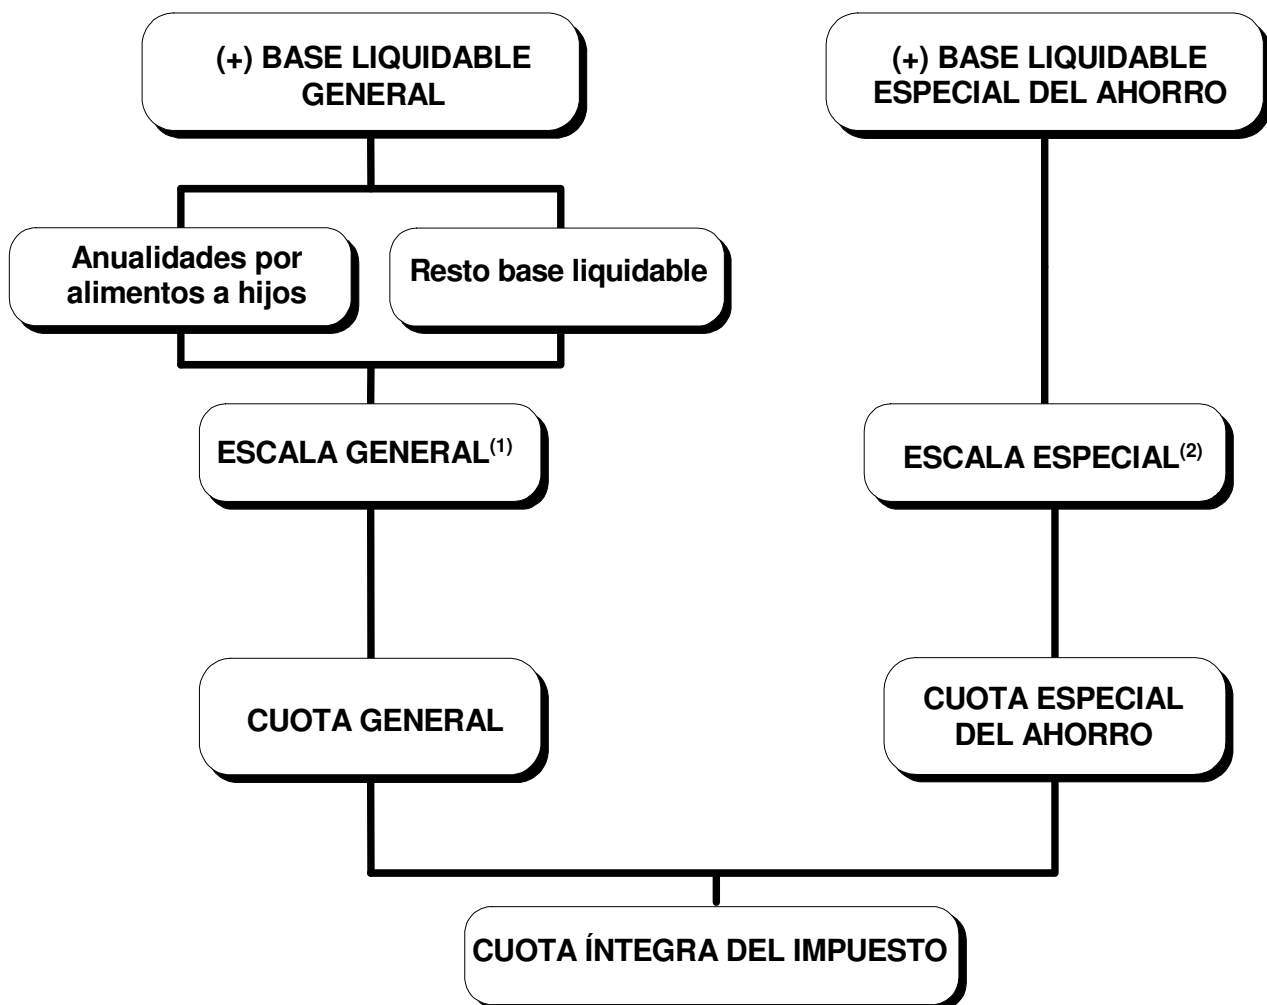 (+) BASE LIQUIDABLE
GENERAL
(+) BASE LIQUIDABLE
ESPECIAL DEL AHORRO
Anualidades por
alimentos a hijos
Resto base liquidable
ESCALA GENERAL(1)
ESCALA ESPECIAL(2)
CUOTA GENERAL
CUOTA ESPECIAL
DEL AHORRO
CUOTA ÍNTEGRA DEL IMPUESTO